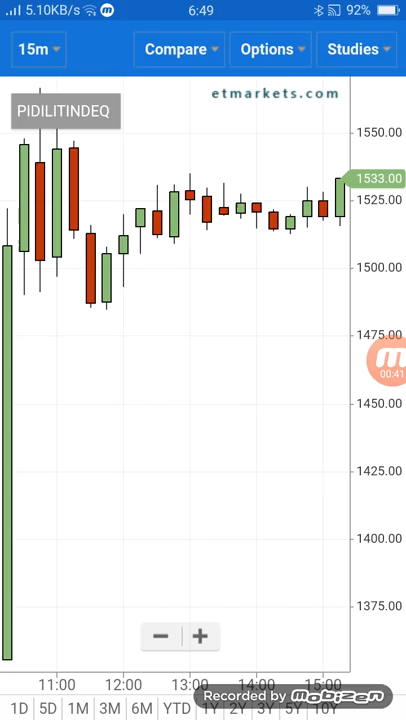 5.10KB/s 6:49 92%
15m Compare Options Studies
etmarkets.com
PIDILITINDEQ
1550.00
1533.00
1525.00
1500.00
1475.00
00:41
1450.00
1425.00
1400.00
1375.00
11:00 12:00 13:00 14:00 15:00
Recorded by MOBIZEN
1D 5D 1M 3M 6M YTD 1Y 2Y 3Y 5Y 10Y